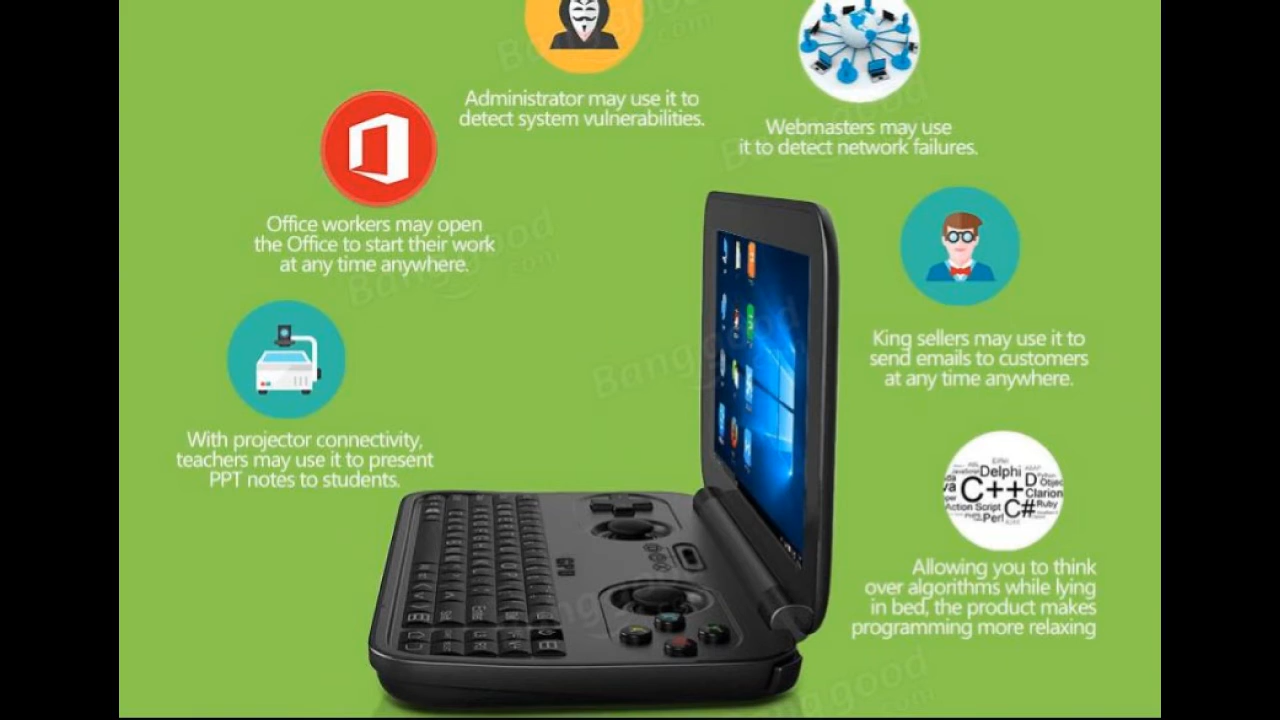 Administrator may use it to
detect system vulnerabilities.
Webmasters may use
it to detect network failures.
Office workers may open
the Office to start their work
at any time anywhere.
King sellers may use it to
send emails to customers
at any time anywhere.
With projector connectivity,
teachers may use it to present
PPT notes to students.
Delphi
C++
D
Clarion
C#
Ruby
Action Script
Perl
GPD
Allowing you to think
over algorithms while lying
in bed, the product makes
programming more relaxing
Banggood
.com